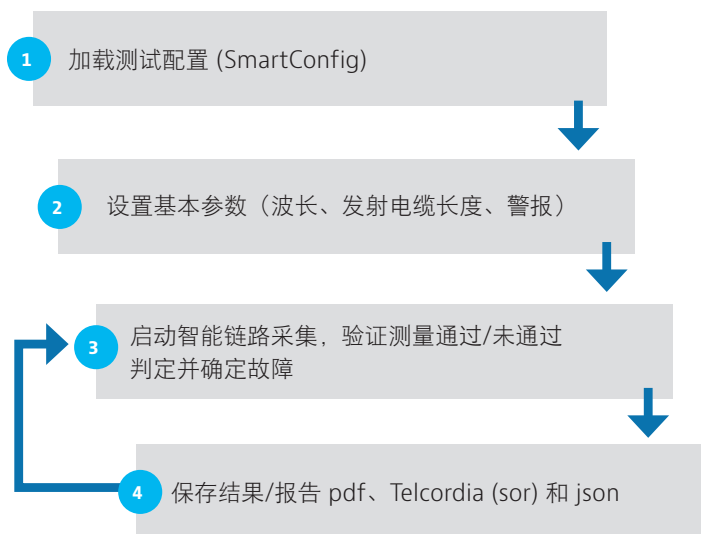 1
加载测试配置 (SmartConfig)
2
设置基本参数（波长、发射电缆长度、警报）
3
启动智能链路采集，验证测量通过/未通过
判定并确定故障
4
保存结果/报告 pdf、Telcordia (sor) 和 json